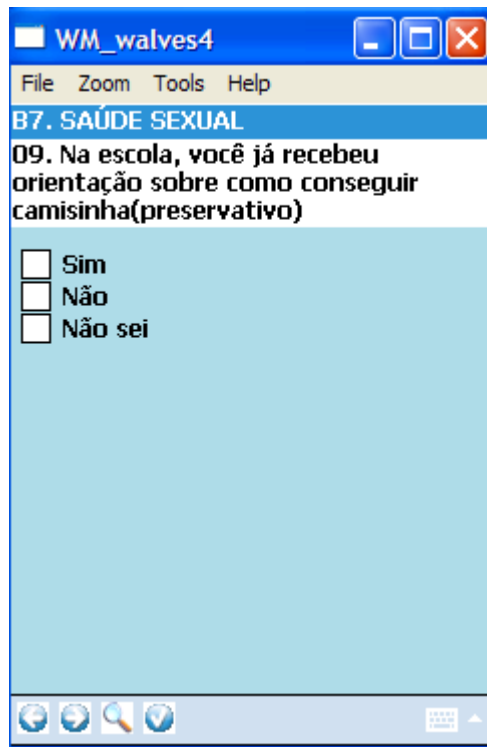 WM_walves4
File Zoom Tools Help
B7. SAÚDE SEXUAL
09. Na escola, você já recebeu
orientação sobre como conseguir
camisinha(preservativo)
Sim
Não
Não sei